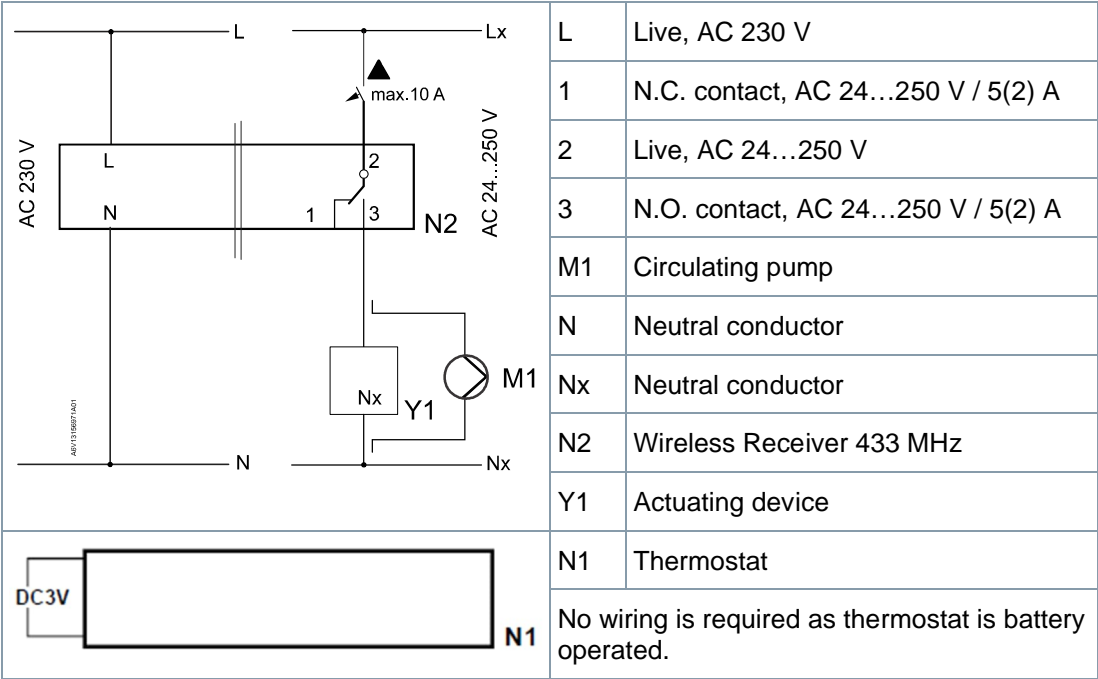 L
Lx
max.10 A
AC 230 V
AC 24...250 V
L
2
N
1
3
N2
Nx
Y1
M1
A6V13156971A01
N
Nx
L Live, AC 230 V
1 N.C. contact, AC 24…250 V / 5(2) A
2 Live, AC 24…250 V
3 N.O. contact, AC 24…250 V / 5(2) A
M1 Circulating pump
N Neutral conductor
Nx Neutral conductor
N2 Wireless Receiver 433 MHz
Y1 Actuating device
DC3V
N1
N1 Thermostat
No wiring is required as thermostat is battery
operated.